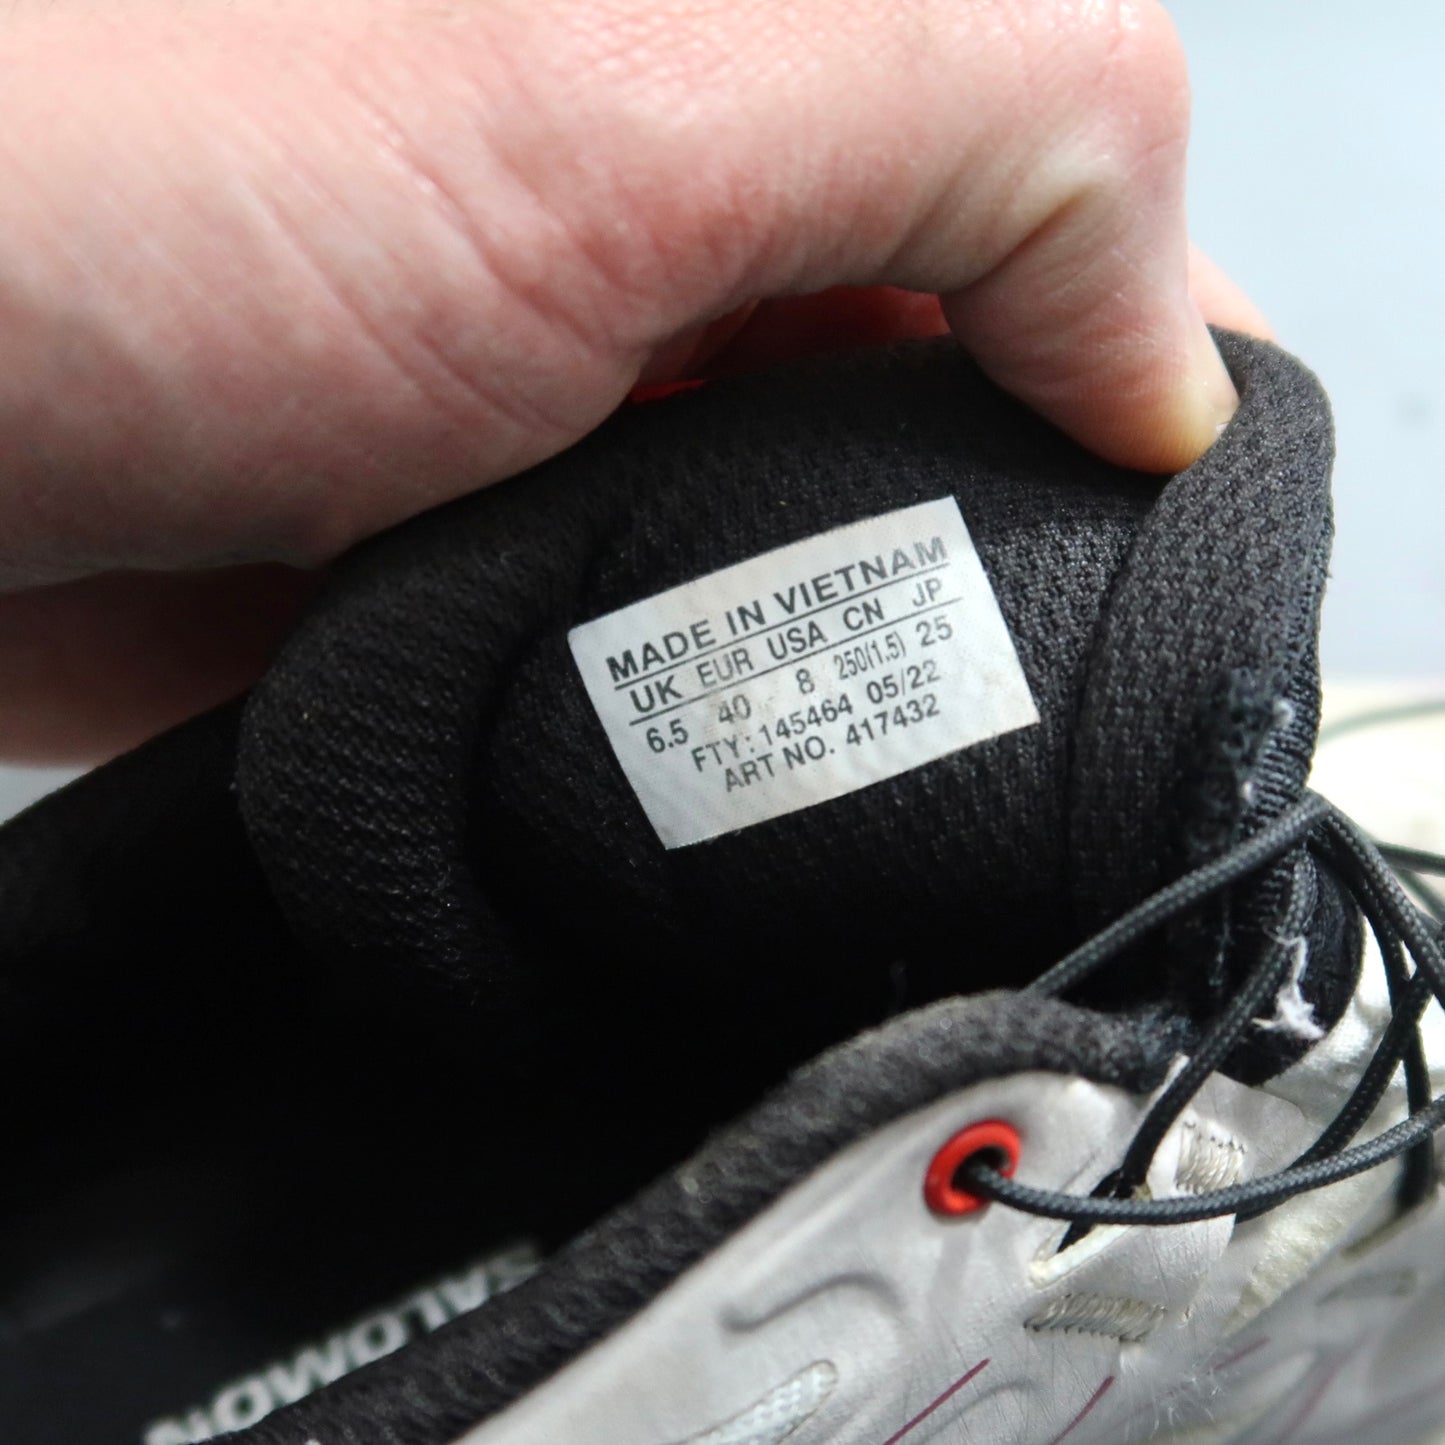 MADE IN VIETNAM
UK EUR USA CN JP
6.5 40 8 250(1.5) 25
FTY: 145464 05/22
ART NO. 417432
SALOMON